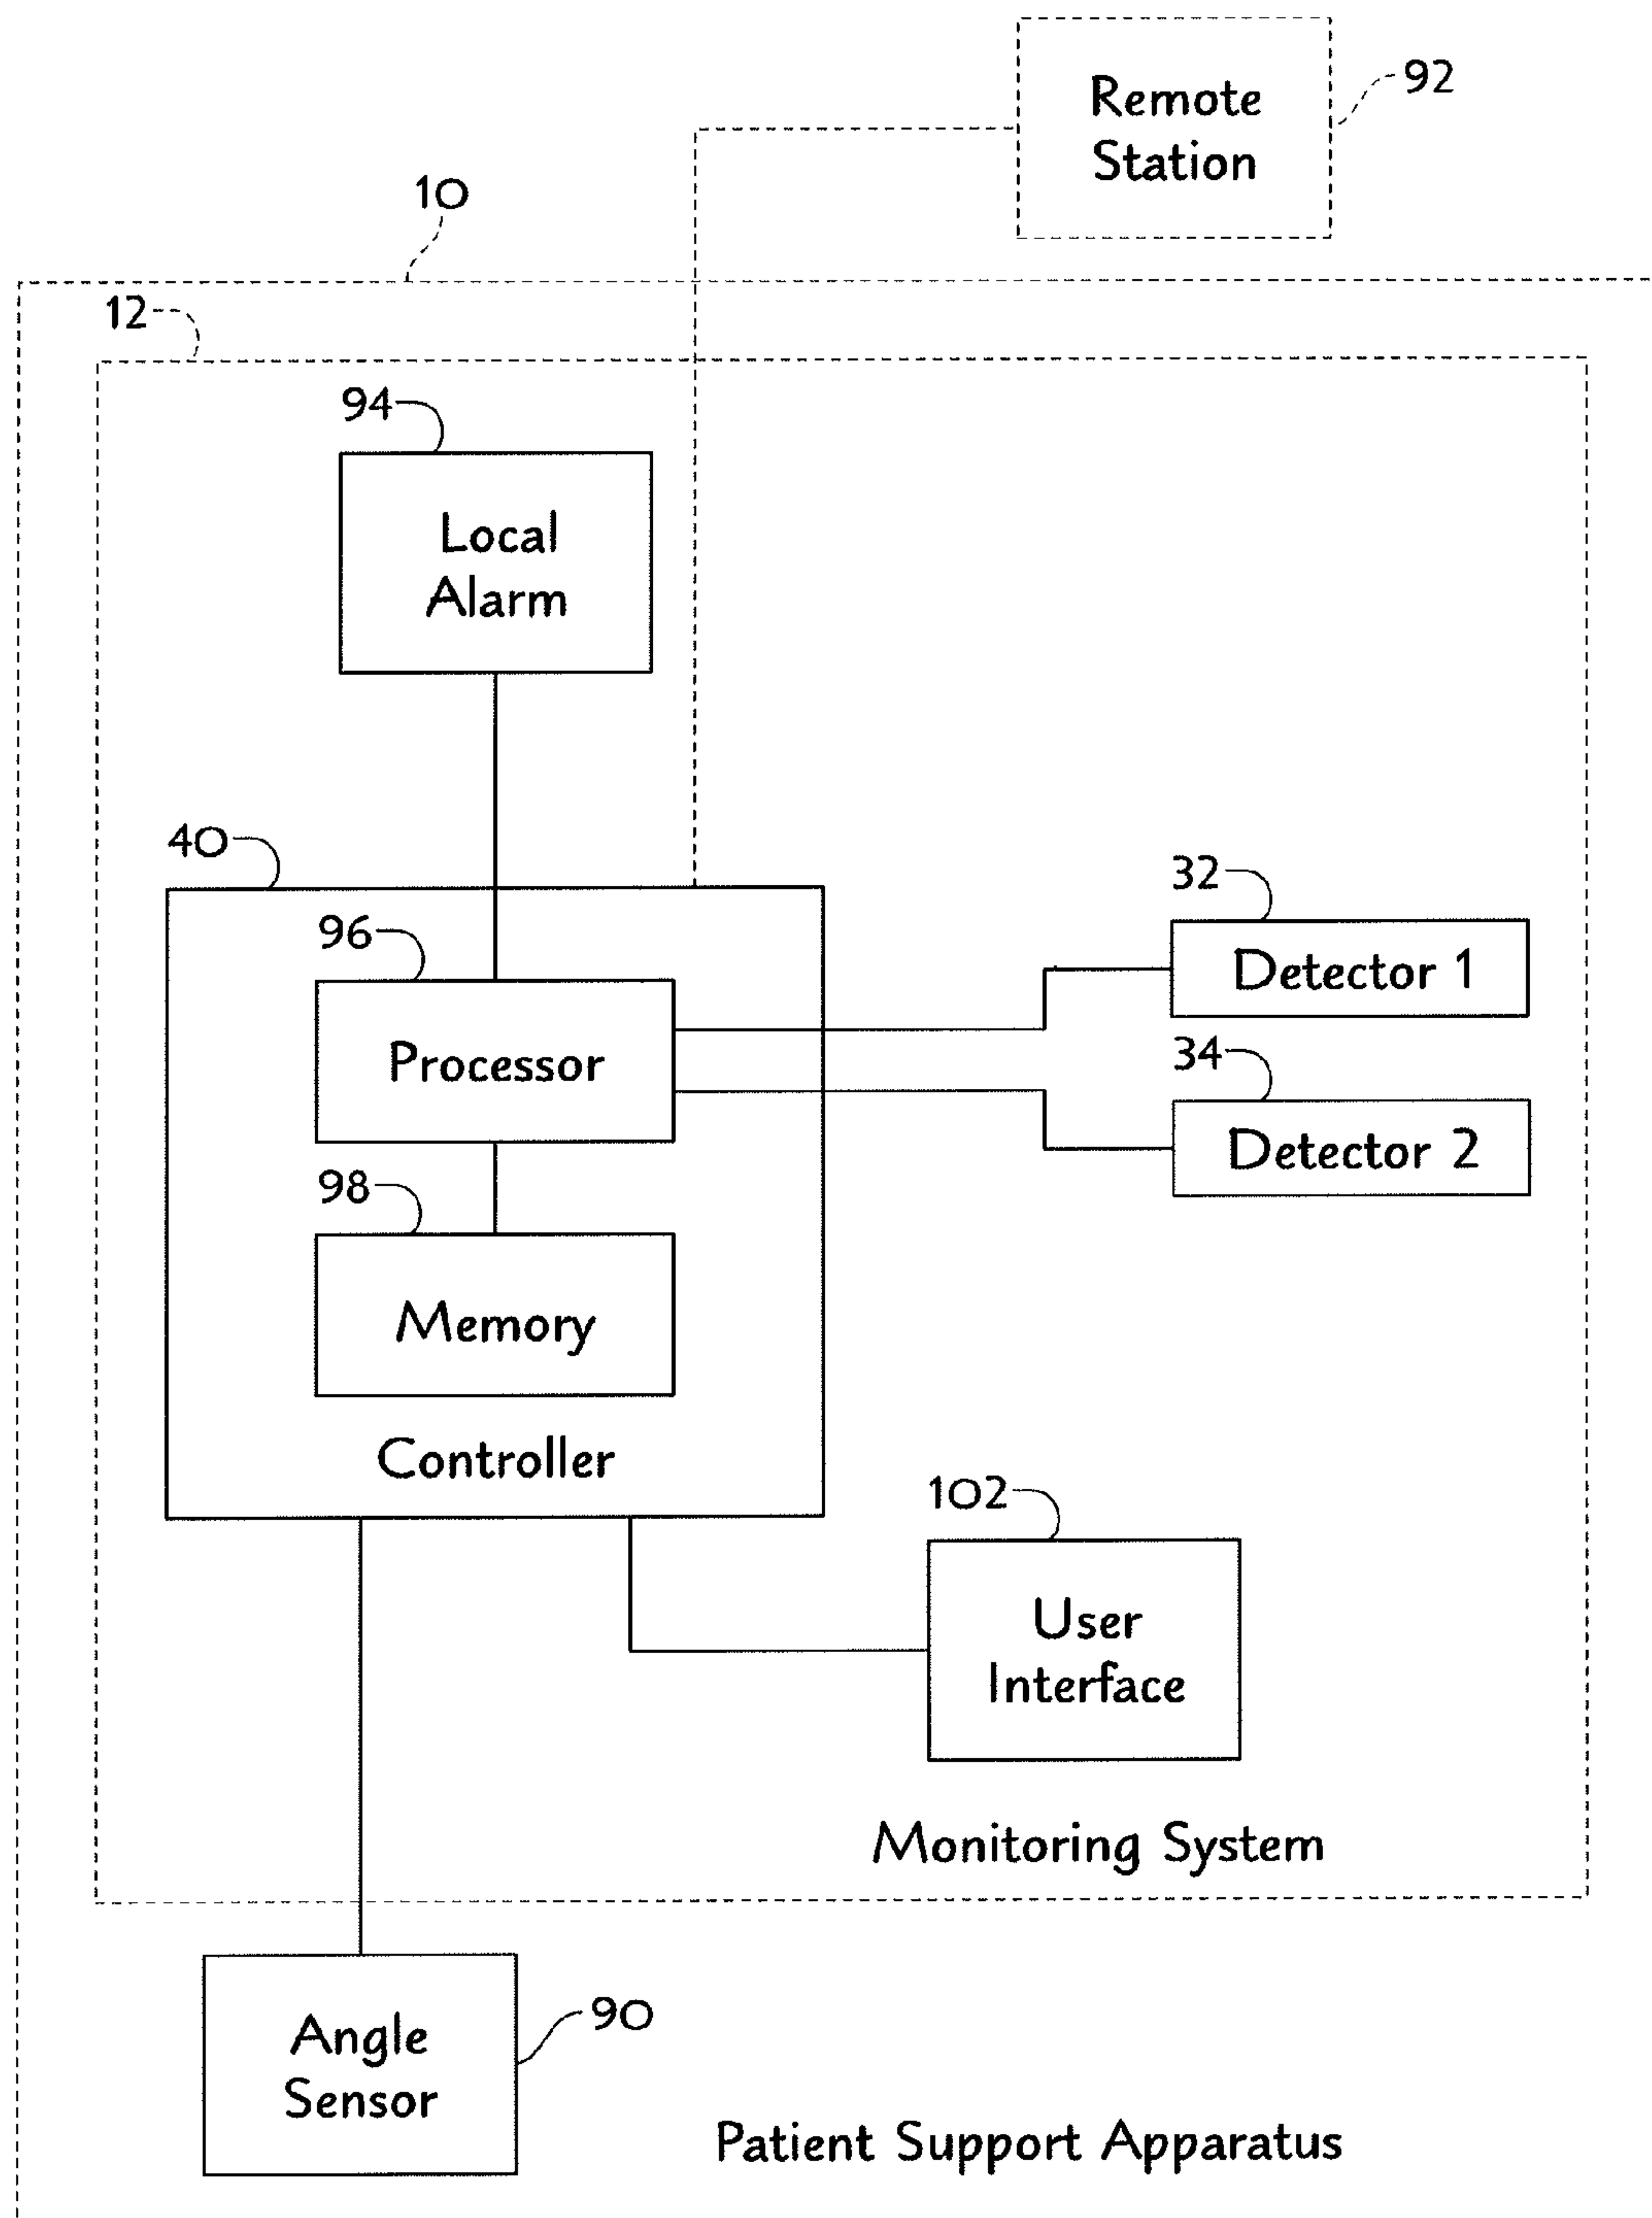 Remote
Station
92
10
12
94
Local
Alarm
40
96
Processor
32
Detector 1
34
Detector 2
98
Memory
Controller
102
User
Interface
Monitoring System
Angle
Sensor
90
Patient Support Apparatus